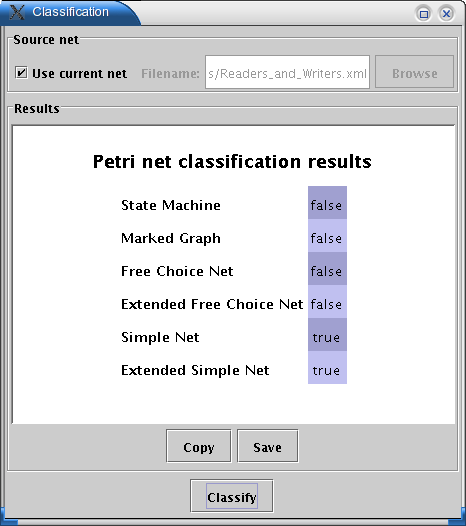 Classification
Source net
Use current net Filename: s/Readers_and_Writers.xml Browse
Results
Petri net classification results
State Machine false
Marked Graph false
Free Choice Net false
Extended Free Choice Net false
Simple Net true
Extended Simple Net true
Copy Save
Classify